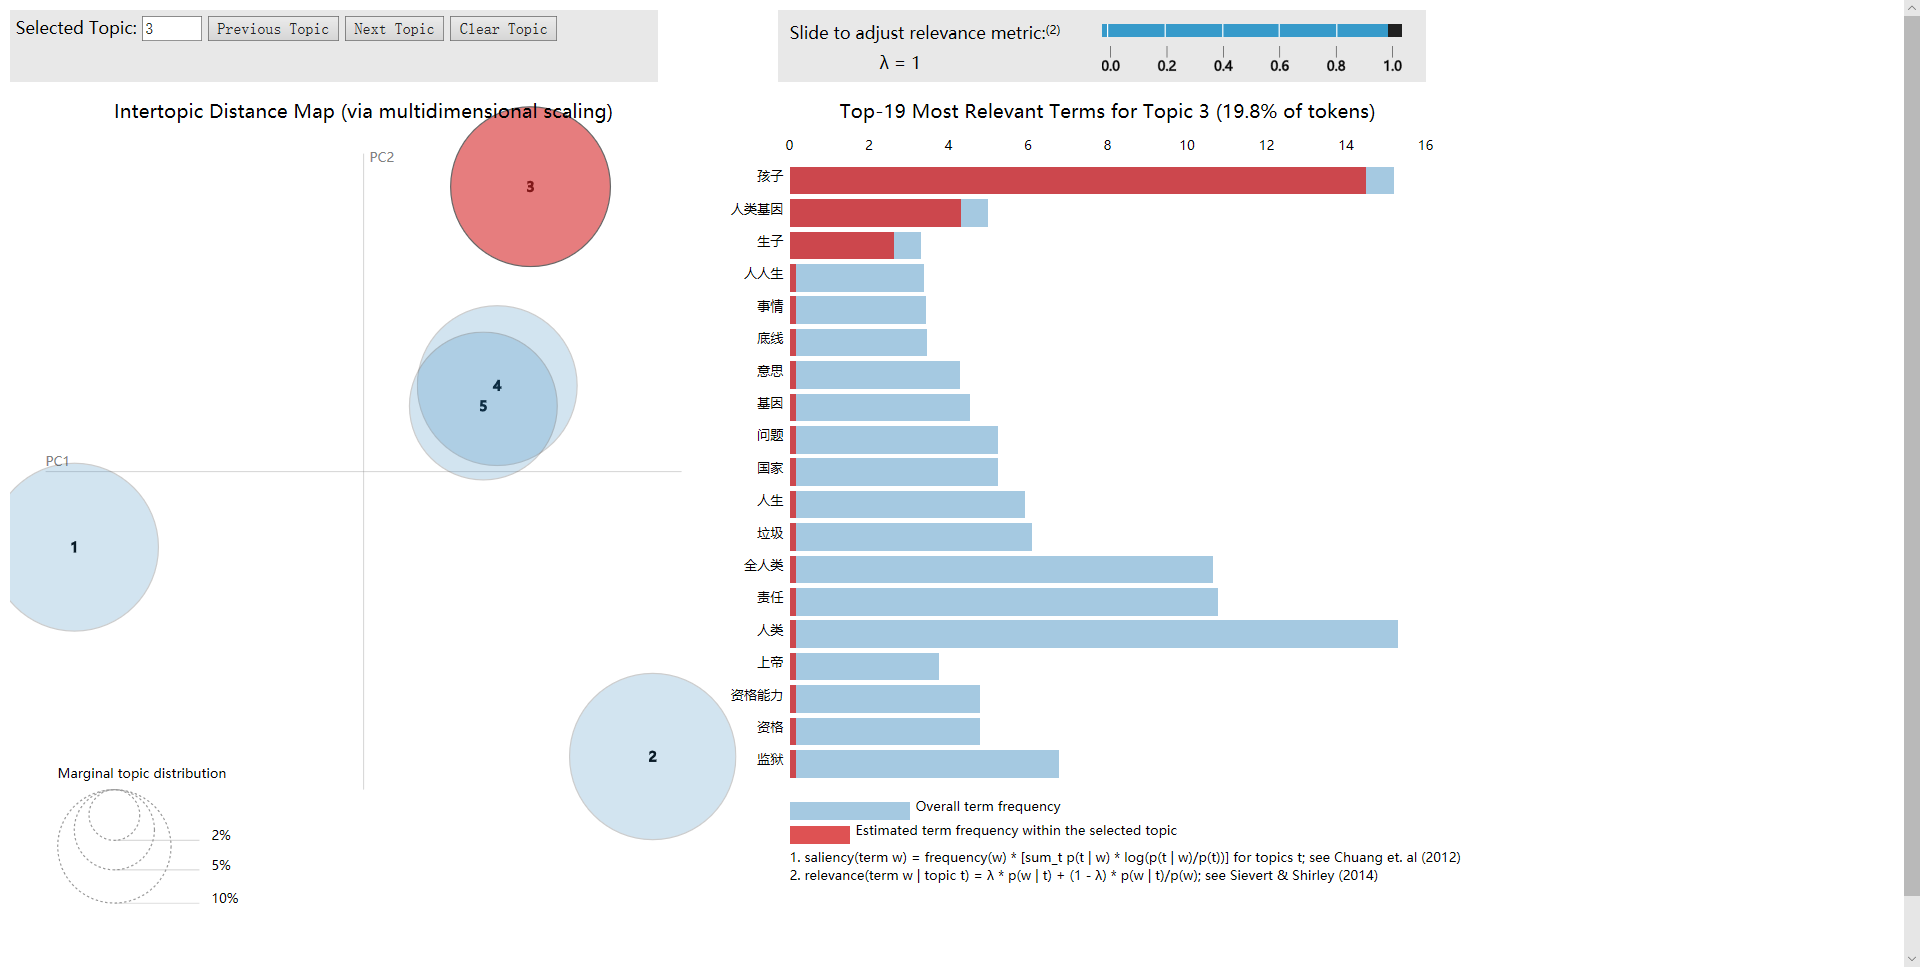 Selected Topic: 3 Previous Topic Next Topic Clear Topic
Slide to adjust relevance metric:(2)
λ = 1
0.0 0.2 0.4 0.6 0.8 1.0
Intertopic Distance Map (via multidimensional scaling)
PC2
3
4
5
PC1
1
2
Marginal topic distribution
2%
5%
10%
Top-19 Most Relevant Terms for Topic 3 (19.8% of tokens)
0 2 4 6 8 10 12 14 16
孩子
人类基因
生子
人人生
事情
底线
意思
基因
问题
国家
人生
垃圾
全人类
责任
人类
上帝
资格能力
资格
监狱
Overall term frequency
Estimated term frequency within the selected topic
1. saliency(term w) = frequency(w) * [sum_t p(t | w) * log(p(t | w)/p(t))] for topics t; see Chuang et. al (2012)
2. relevance(term w | topic t) = λ * p(w | t) + (1 - λ) * p(w | t)/p(w); see Sievert & Shirley (2014)